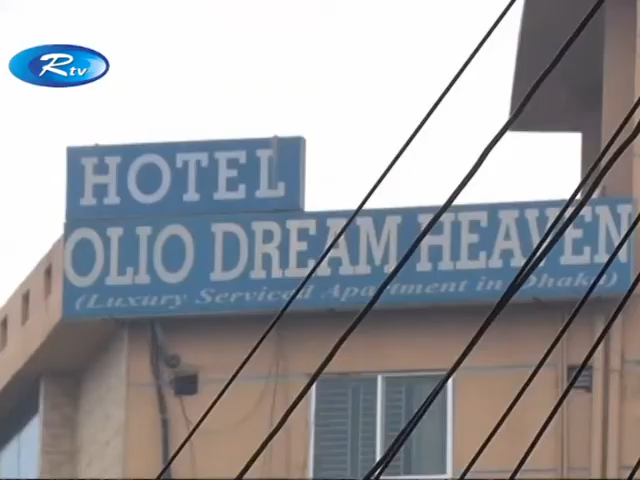 Rtv
HOTEL
OLIO DREAM HEAVEN
(Luxury Serviced Apartment in Dhaka)